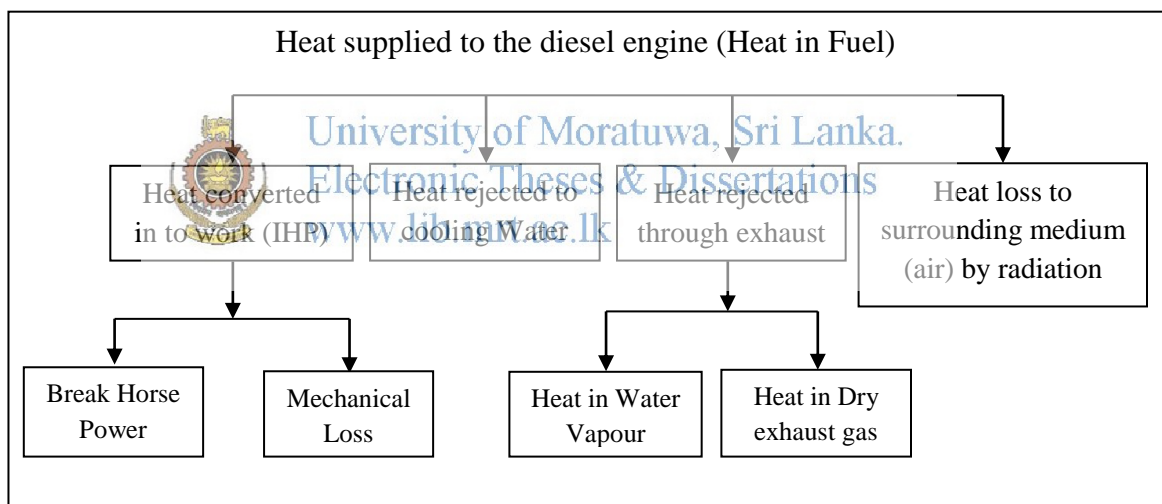 Heat supplied to the diesel engine (Heat in Fuel)
University of Moratuwa, Sri Lanka.
Electronic Theses & Dissertations
www.lib.mrt.ac.lk
Heat converted
in to work (IHP)
Heat rejected to
cooling Water
Heat rejected
through exhaust
Heat loss to
surrounding medium
(air) by radiation
Break Horse
Power
Mechanical
Loss
Heat in Water
Vapour
Heat in Dry
exhaust gas